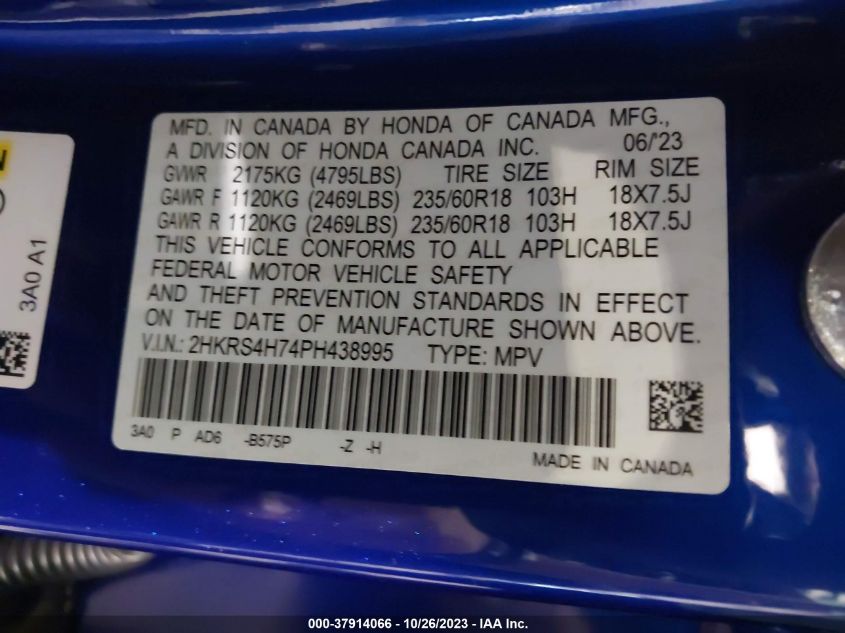 MFD. IN CANADA BY HONDA OF CANADA MFG.,
A DIVISION OF HONDA CANADA INC. 06/'23
GVWR 2175KG (4795LBS) TIRE SIZE RIM SIZE
GAWR F 1120KG (2469LBS) 235/60R18 103H 18X7.5J
GAWR R 1120KG (2469LBS) 235/60R18 103H 18X7.5J
THIS VEHICLE CONFORMS TO ALL APPLICABLE
FEDERAL MOTOR VEHICLE SAFETY
AND THEFT PREVENTION STANDARDS IN EFFECT
ON THE DATE OF MANUFACTURE SHOWN ABOVE.
V.I.N.: 2HKRS4H74PH438995 TYPE: MPV
3A0 P AD6 -B575P -Z -H
MADE IN CANADA
3A0 A1
000-37914066 - 10/26/2023 - IAA Inc.